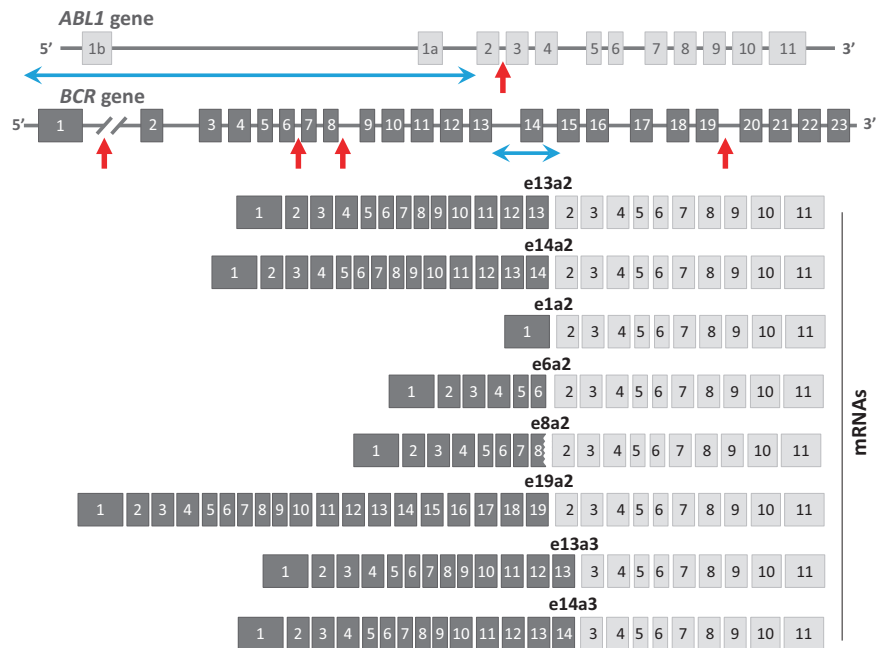 ABL1 gene
5’ 1b 1a 2 3 4 5 6 7 8 9 10 11 3’
BCR gene
5’ 1 2 3 4 5 6 7 8 9 10 11 12 13 14 15 16 17 18 19 20 21 22 23 3’
e13a2
1 2 3 4 5 6 7 8 9 10 11 12 13 2 3 4 5 6 7 8 9 10 11
e14a2
1 2 3 4 5 6 7 8 9 10 11 12 13 14 2 3 4 5 6 7 8 9 10 11
e1a2
1 2 3 4 5 6 7 8 9 10 11
e6a2
1 2 3 4 5 6 2 3 4 5 6 7 8 9 10 11
e8a2
1 2 3 4 5 6 7 8 2 3 4 5 6 7 8 9 10 11
e19a2
1 2 3 4 5 6 7 8 9 10 11 12 13 14 15 16 17 18 19 2 3 4 5 6 7 8 9 10 11
e13a3
1 2 3 4 5 6 7 8 9 10 11 12 13 3 4 5 6 7 8 9 10 11
e14a3
1 2 3 4 5 6 7 8 9 10 11 12 13 14 3 4 5 6 7 8 9 10 11
mRNAs